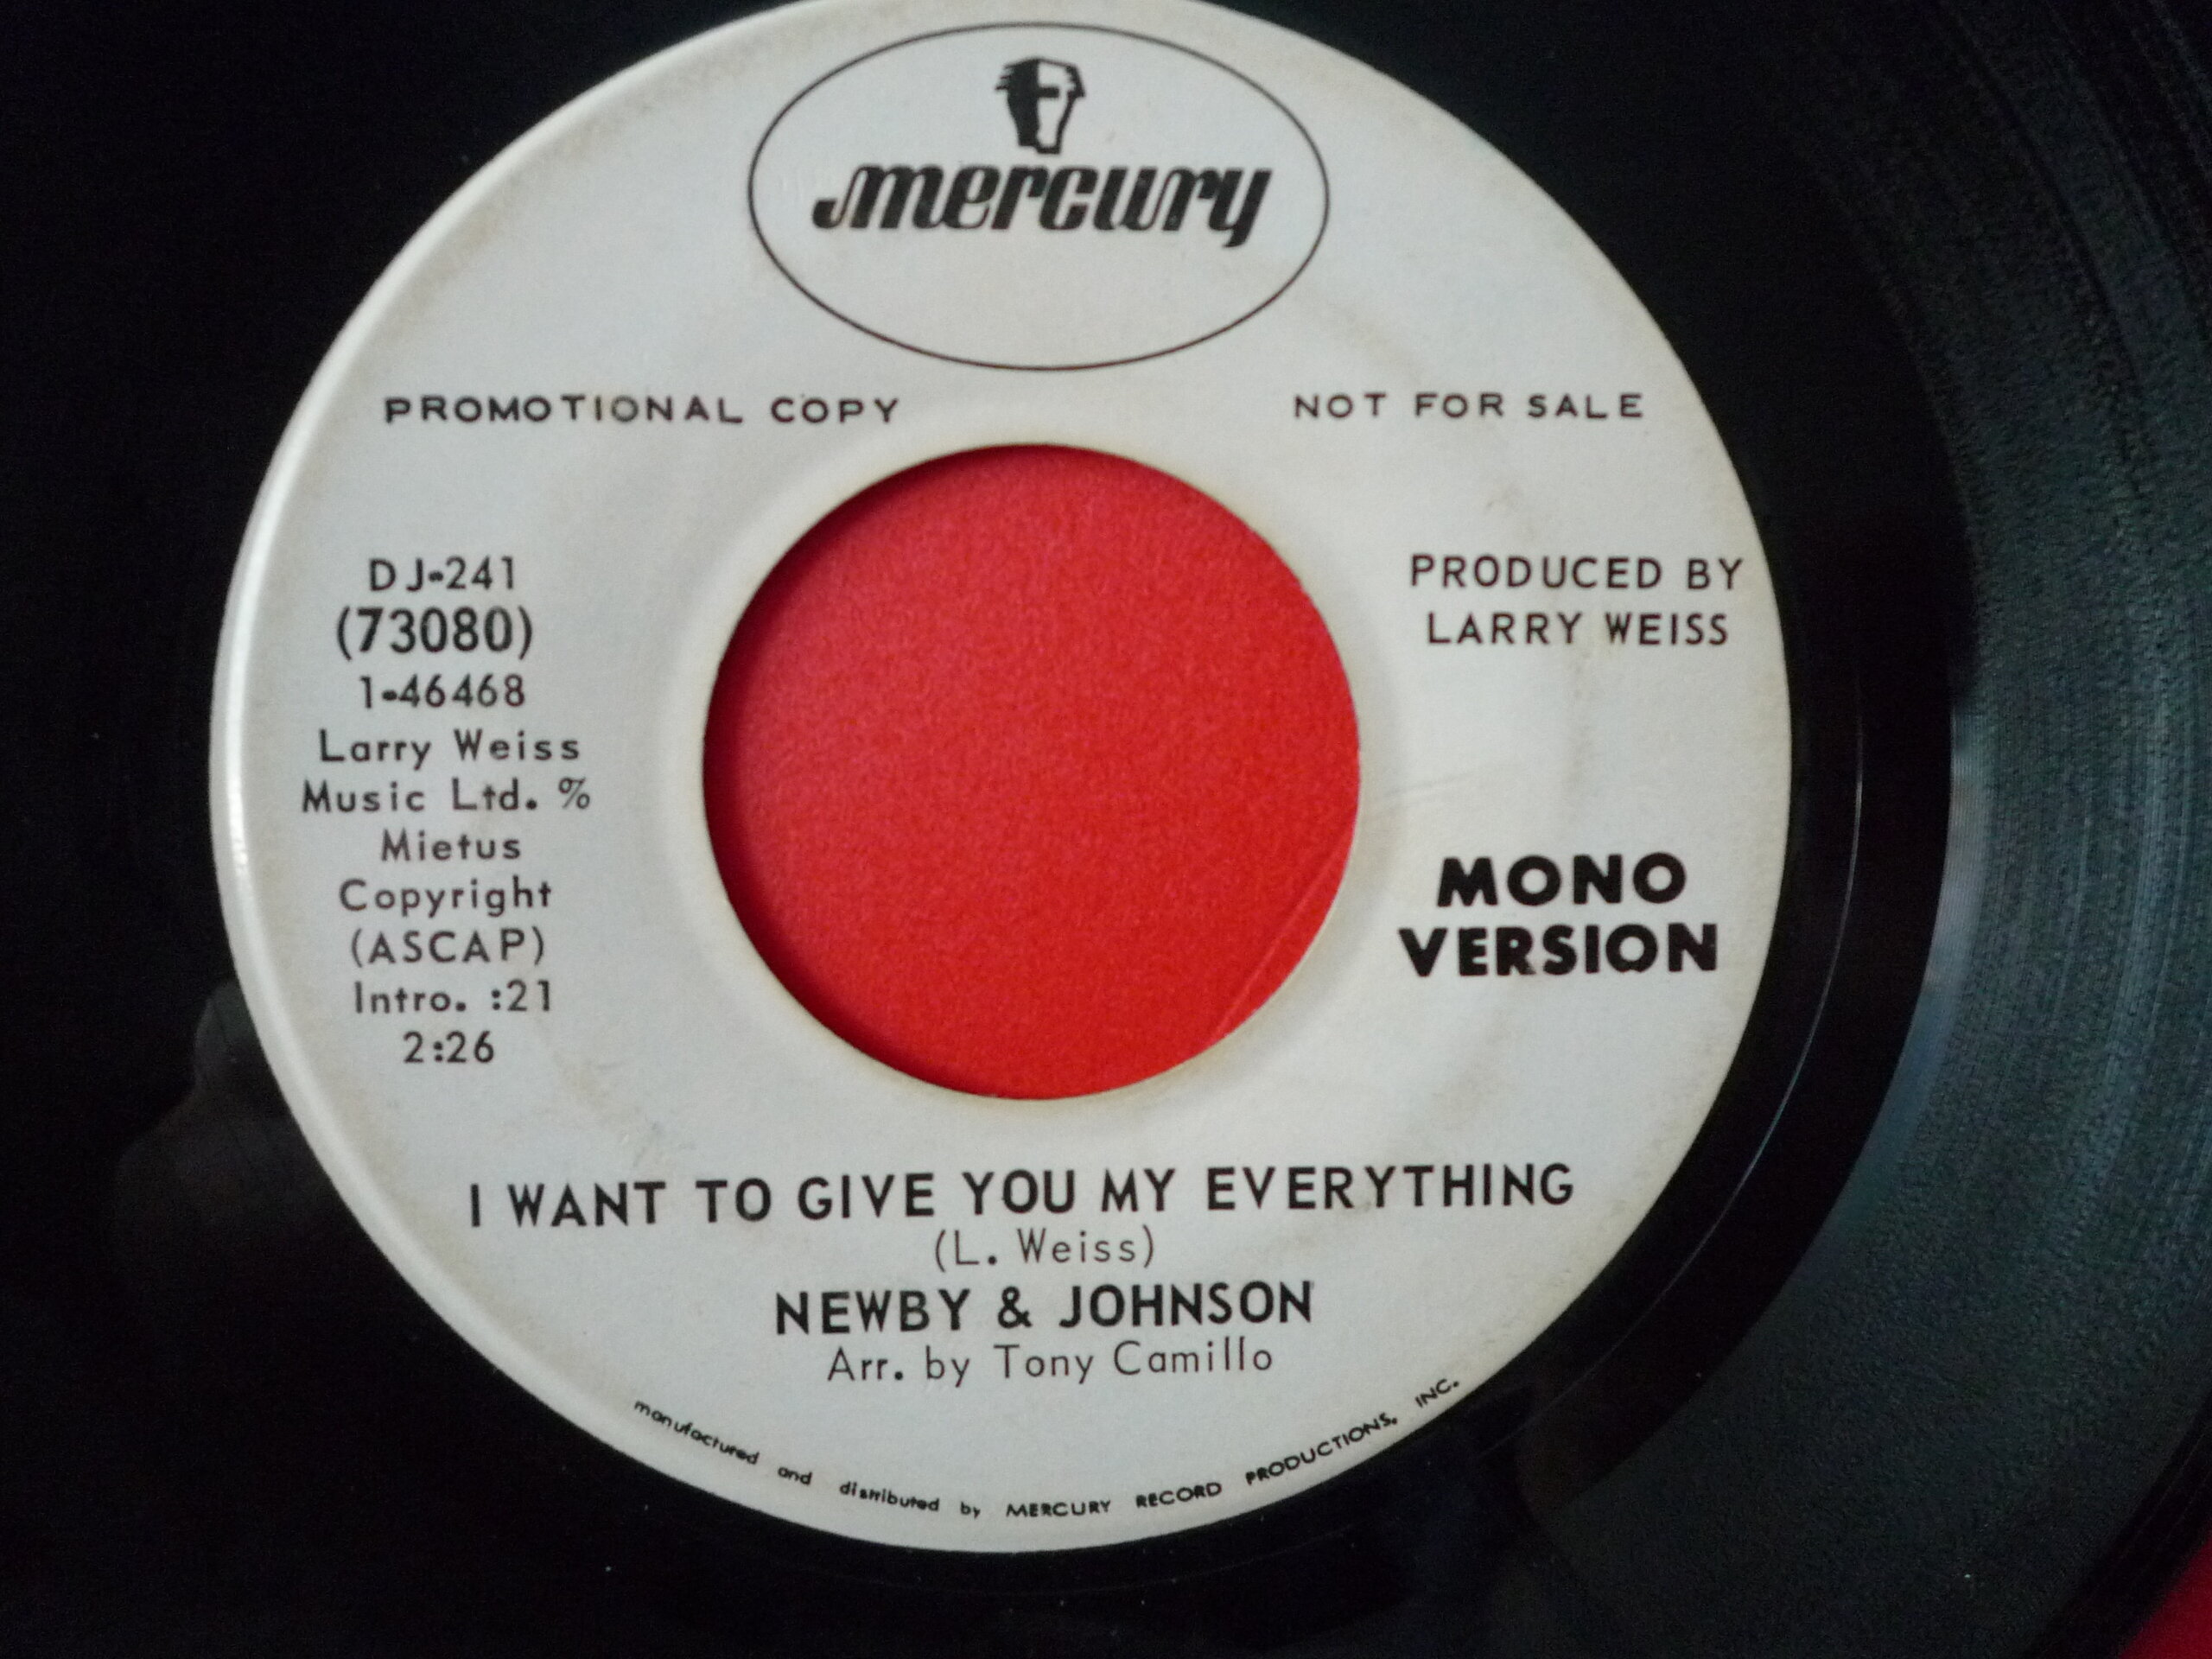 mercury
PROMOTIONAL COPY
NOT FOR SALE
DJ-241
(73080)
1-46468
Larry Weiss
Music Ltd. %
Mietus
Copyright
(ASCAP)
Intro. :21
2:26
PRODUCED BY
LARRY WEISS
MONO
VERSION
I WANT TO GIVE YOU MY EVERYTHING
(L. Weiss)
NEWBY & JOHNSON
Arr. by Tony Camillo
manufactured and distributed by MERCURY RECORD PRODUCTIONS, INC.